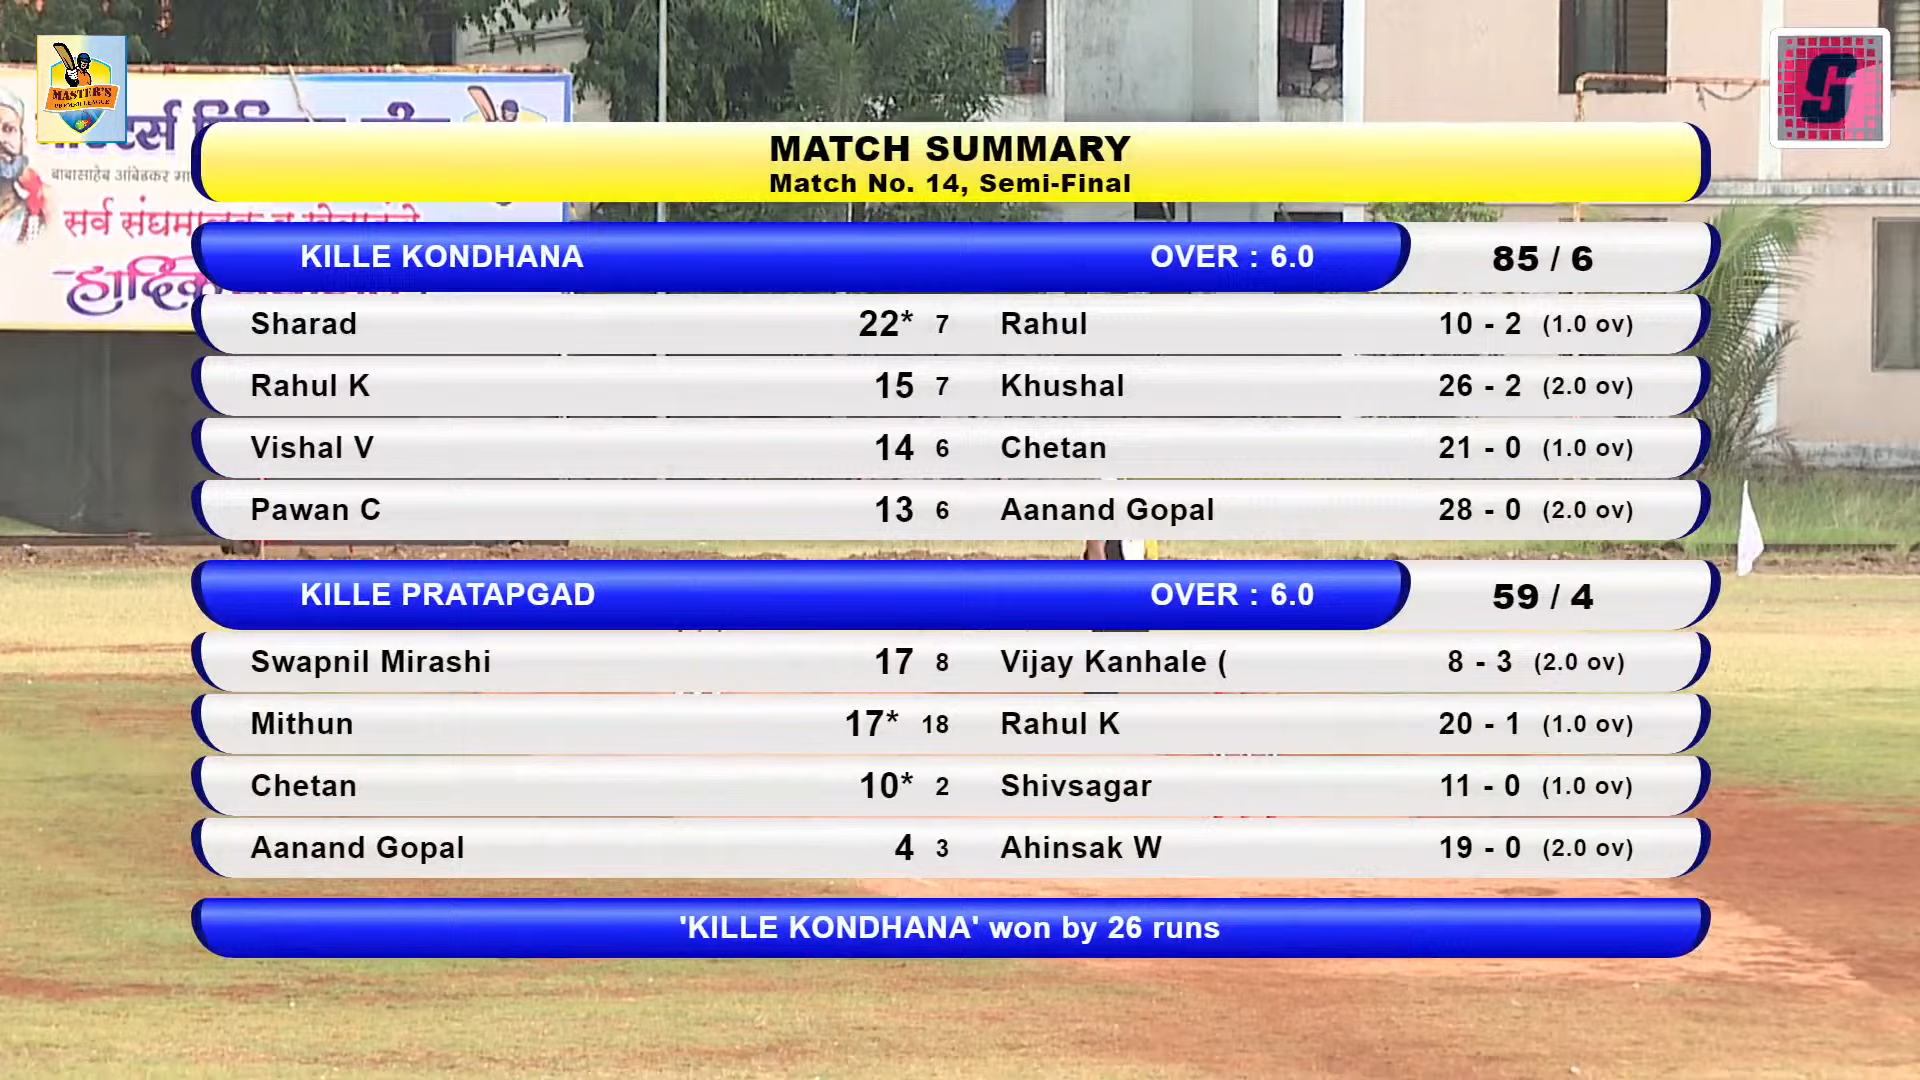 MASTER'S
PREMIER LEAGUE
बाबासाहेब आंबेडकर
MATCH SUMMARY
Match No. 14, Semi-Final
KILLE KONDHANA OVER : 6.0 85 / 6
Sharad 22* 7 Rahul 10 - 2 (1.0 ov)
Rahul K 15 7 Khushal 26 - 2 (2.0 ov)
Vishal V 14 6 Chetan 21 - 0 (1.0 ov)
Pawan C 13 6 Aanand Gopal 28 - 0 (2.0 ov)
KILLE PRATAPGAD OVER : 6.0 59 / 4
Swapnil Mirashi 17 8 Vijay Kanhale ( 8 - 3 (2.0 ov)
Mithun 17* 18 Rahul K 20 - 1 (1.0 ov)
Chetan 10* 2 Shivsagar 11 - 0 (1.0 ov)
Aanand Gopal 4 3 Ahinsak W 19 - 0 (2.0 ov)
'KILLE KONDHANA' won by 26 runs